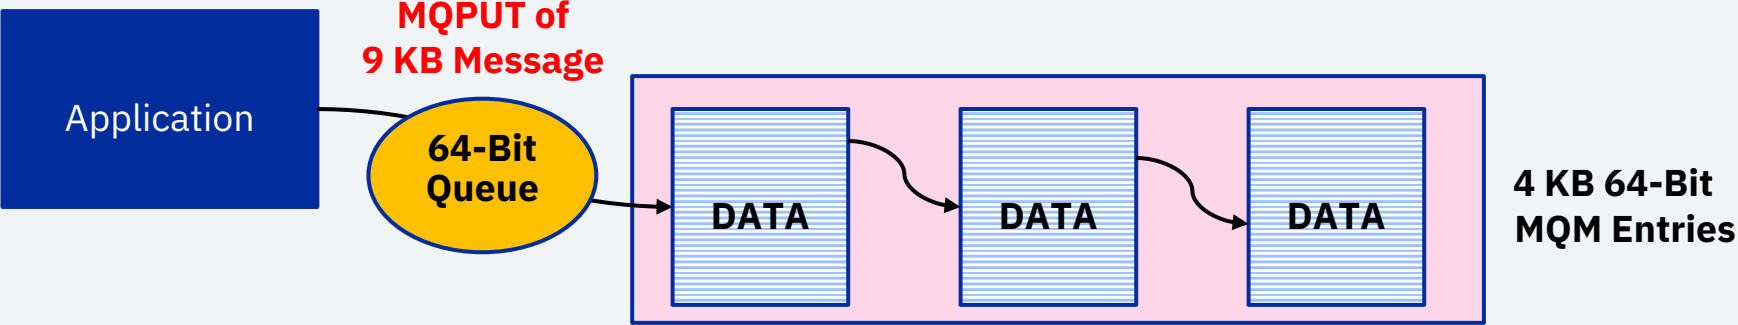 MQPUT of
9 KB Message
Application
64-Bit
Queue
DATA
DATA
DATA
4 KB 64-Bit
MQM Entries